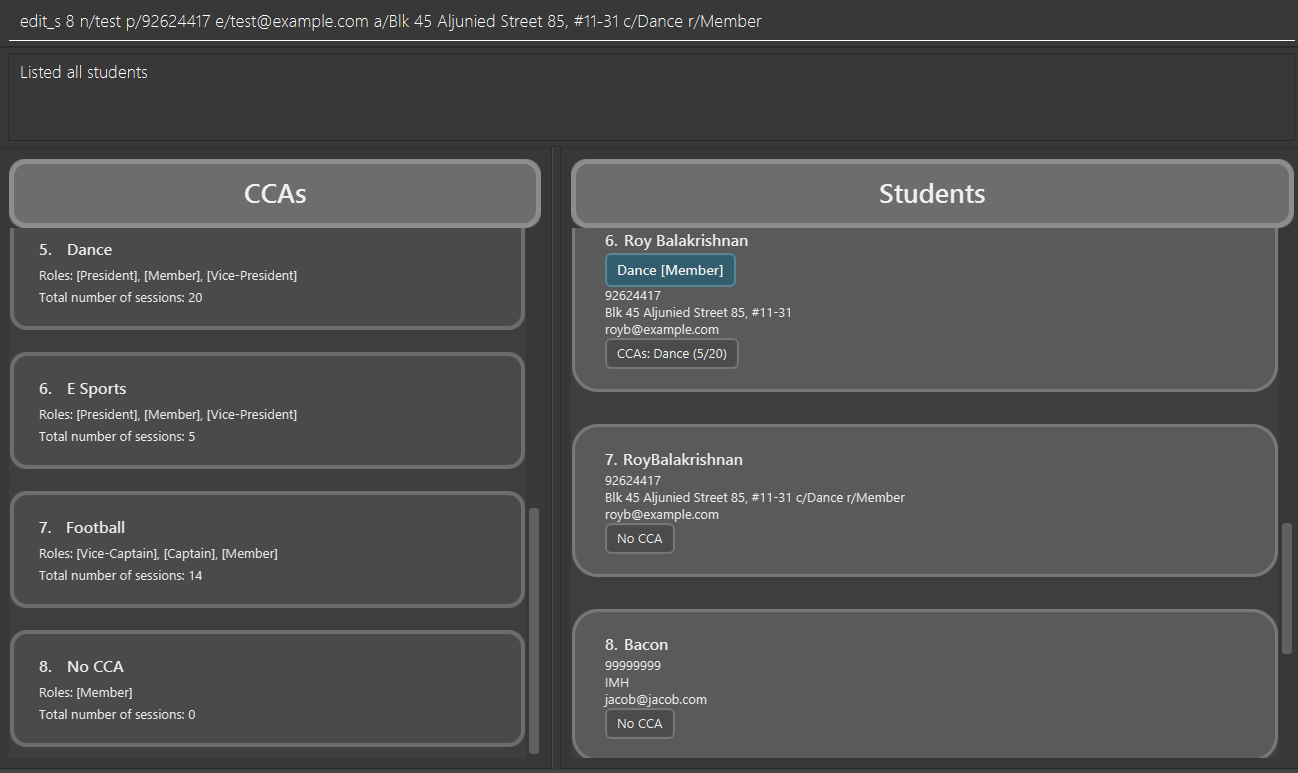 edit_s 8 n/test p/92624417 e/test@example.com a/Blk 45 Aljunied Street 85, #11-31 c/Dance r/Member
Listed all students
CCAs
5. Dance
Roles: [President], [Member], [Vice-President]
Total number of sessions: 20
6. E Sports
Roles: [President], [Member], [Vice-President]
Total number of sessions: 5
7. Football
Roles: [Vice-Captain], [Captain], [Member]
Total number of sessions: 14
8. No CCA
Roles: [Member]
Total number of sessions: 0
Students
6. Roy Balakrishnan
Dance [Member]
92624417
Blk 45 Aljunied Street 85, #11-31
royb@example.com
CCAs: Dance (5/20)
7. RoyBalakrishnan
92624417
Blk 45 Aljunied Street 85, #11-31 c/Dance r/Member
royb@example.com
No CCA
8. Bacon
99999999
IMH
jacob@jacob.com
No CCA